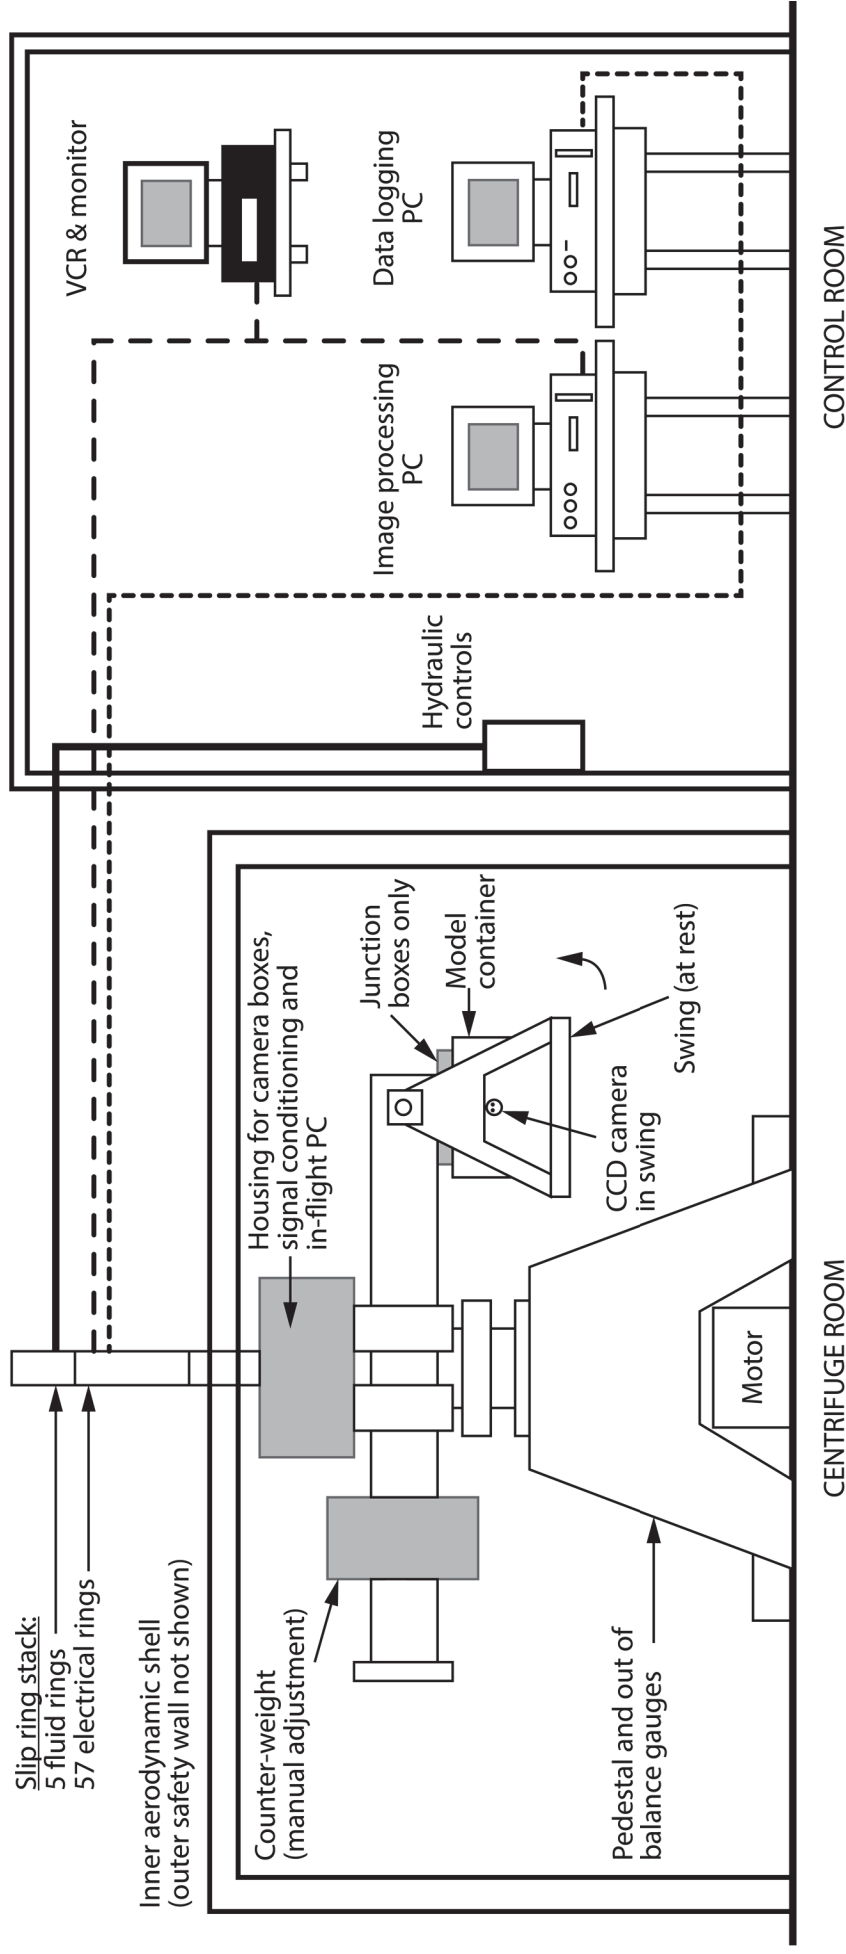 Slip ring stack:
5 fluid rings
57 electrical rings
Inner aerodynamic shell
(outer safety wall not shown)
Counter-weight
(manual adjustment)
Housing for camera boxes,
signal conditioning and
in-flight PC
Junction
boxes only
Model
container
Swing (at rest)
CCD camera
in swing
Pedestal and out of
balance gauges
Motor
CENTRIFUGE ROOM
VCR & monitor
Image processing
PC
Data logging
PC
Hydraulic
controls
CONTROL ROOM